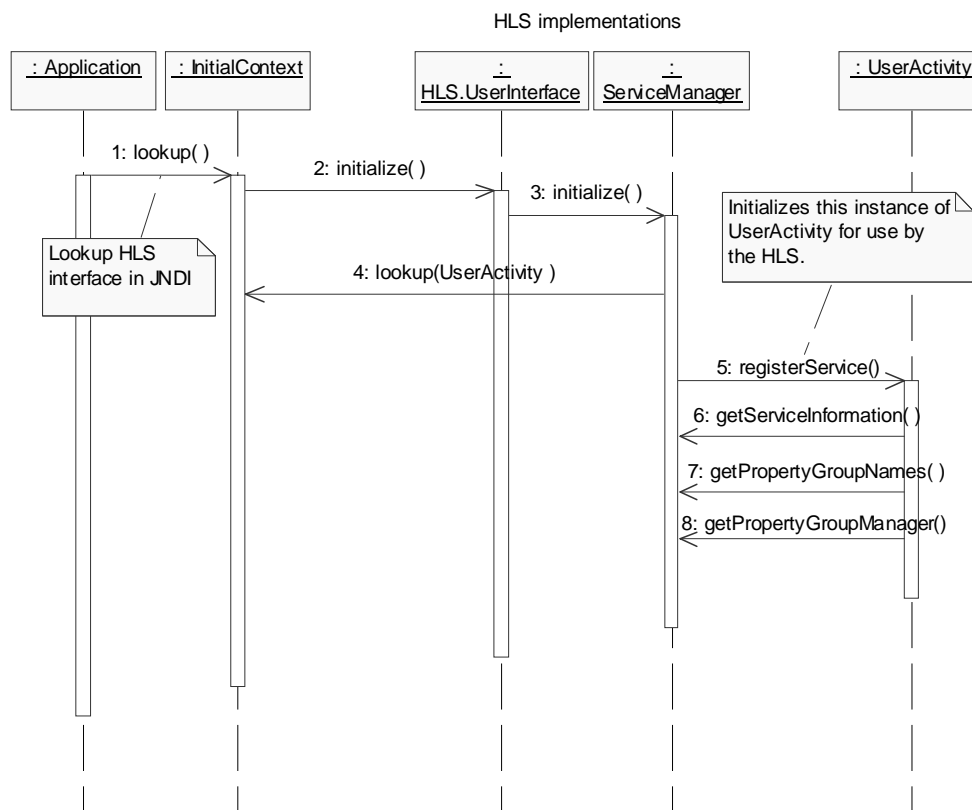 HLS implementations
: Application
: InitialContext
:
HLS.UserInterface
:
ServiceManager
: UserActivity
1: lookup( )
2: initialize( )
3: initialize( )
Initializes this instance of
UserActivity for use by
the HLS.
Lookup HLS
interface in JNDI
4: lookup(UserActivity )
5: registerService()
6: getServiceInformation( )
7: getPropertyGroupNames( )
8: getPropertyGroupManager()